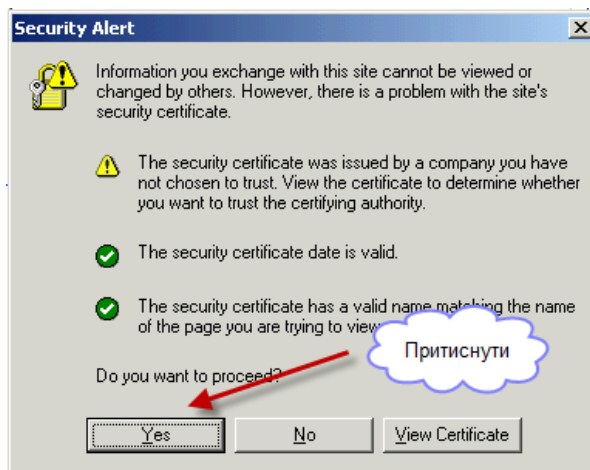 Security Alert
Information you exchange with this site cannot be viewed or
changed by others. However, there is a problem with the site's
security certificate.
The security certificate was issued by a company you have
not chosen to trust. View the certificate to determine whether
you want to trust the certifying authority.
The security certificate date is valid.
The security certificate has a valid name matching the name
of the page you are trying to view
Притиснути
Do you want to proceed?
Yes
No
View Certificate